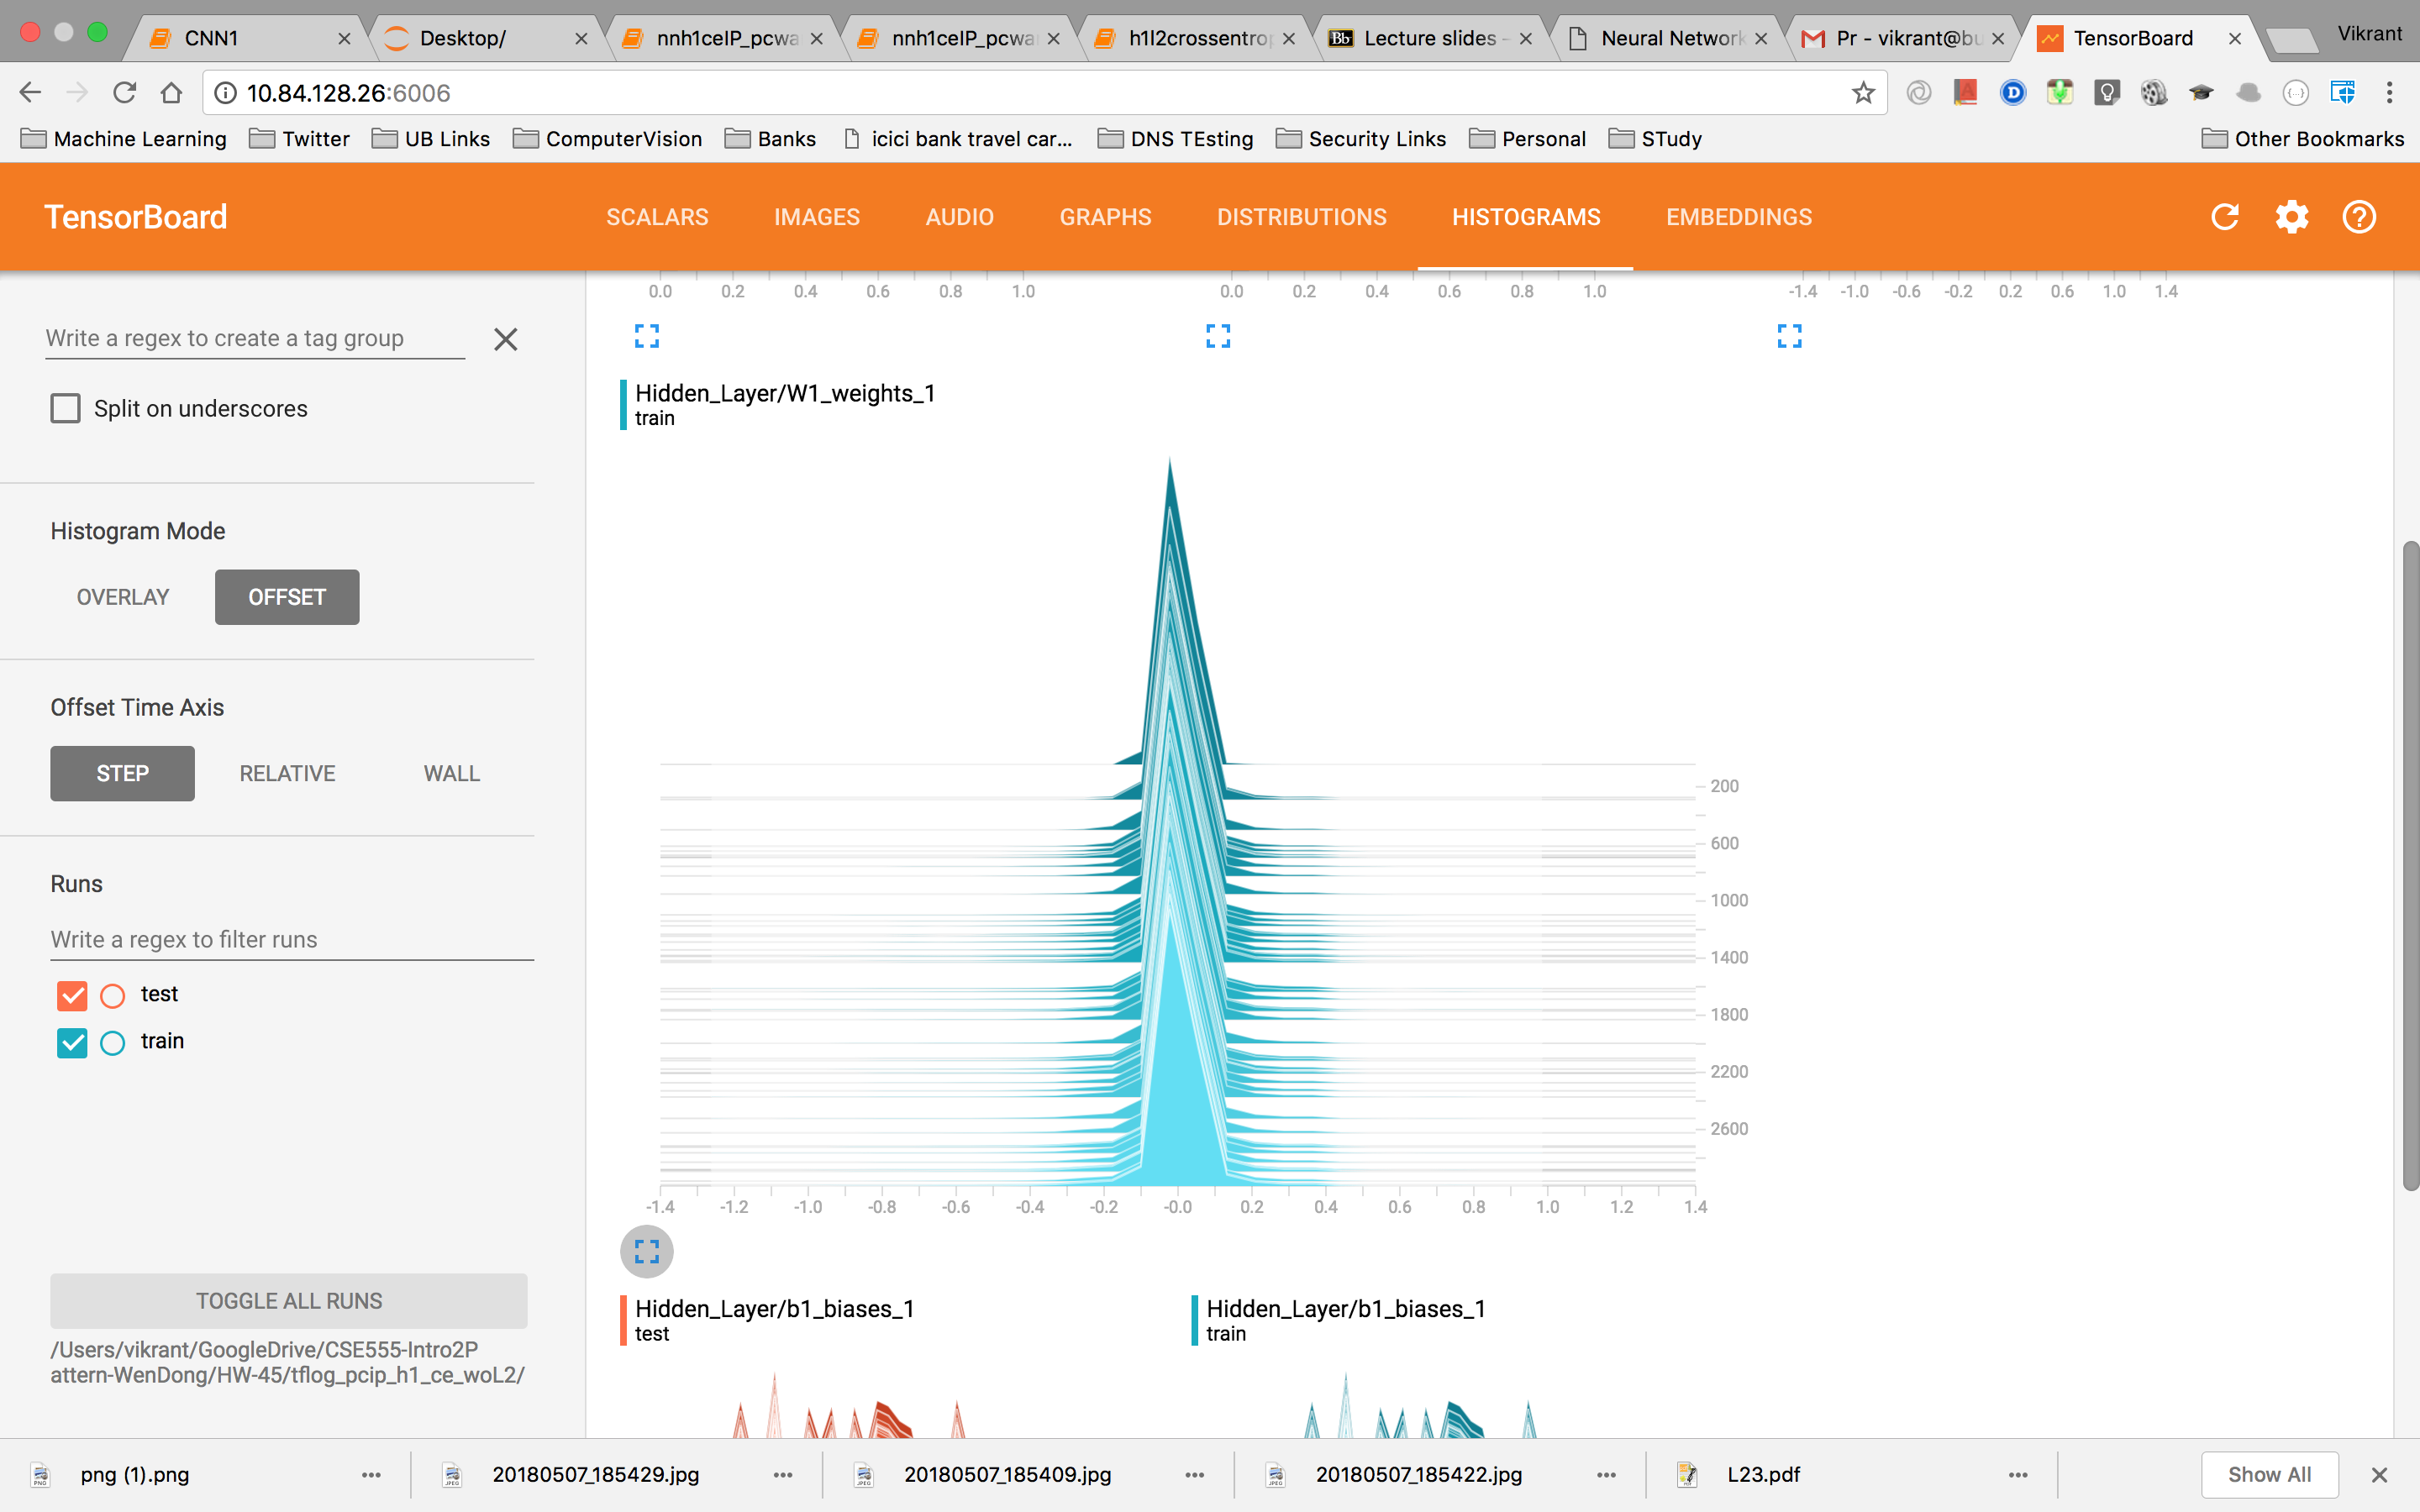 CNN1
Desktop/
nnh1ceIP_pcwa
nnh1ceIP_pcwa
h1l2crossentrop
Bb Lecture slides -
Neural Network
Pr - vikrant@bu
TensorBoard
Vikrant
10.84.128.26:6006
Machine Learning
Twitter
UB Links
ComputerVision
Banks
icici bank travel car...
DNS TEsting
Security Links
Personal
STudy
Other Bookmarks
TensorBoard
SCALARS
IMAGES
AUDIO
GRAPHS
DISTRIBUTIONS
HISTOGRAMS
EMBEDDINGS
Write a regex to create a tag group
Split on underscores
Histogram Mode
OVERLAY
OFFSET
Offset Time Axis
STEP
RELATIVE
WALL
Runs
Write a regex to filter runs
test
train
TOGGLE ALL RUNS
/Users/vikrant/GoogleDrive/CSE555-Intro2P
attern-WenDong/HW-45/tflog_pcip_h1_ce_woL2/
0.0 0.2 0.4 0.6 0.8 1.0
0.0 0.2 0.4 0.6 0.8 1.0
-1.4 -1.0 -0.6 -0.2 0.2 0.6 1.0 1.4
Hidden_Layer/W1_weights_1
train
200
600
1000
1400
1800
2200
2600
-1.4 -1.2 -1.0 -0.8 -0.6 -0.4 -0.2 -0.0 0.2 0.4 0.6 0.8 1.0 1.2 1.4
Hidden_Layer/b1_biases_1
test
Hidden_Layer/b1_biases_1
train
png (1).png
20180507_185429.jpg
20180507_185409.jpg
20180507_185422.jpg
L23.pdf
Show All